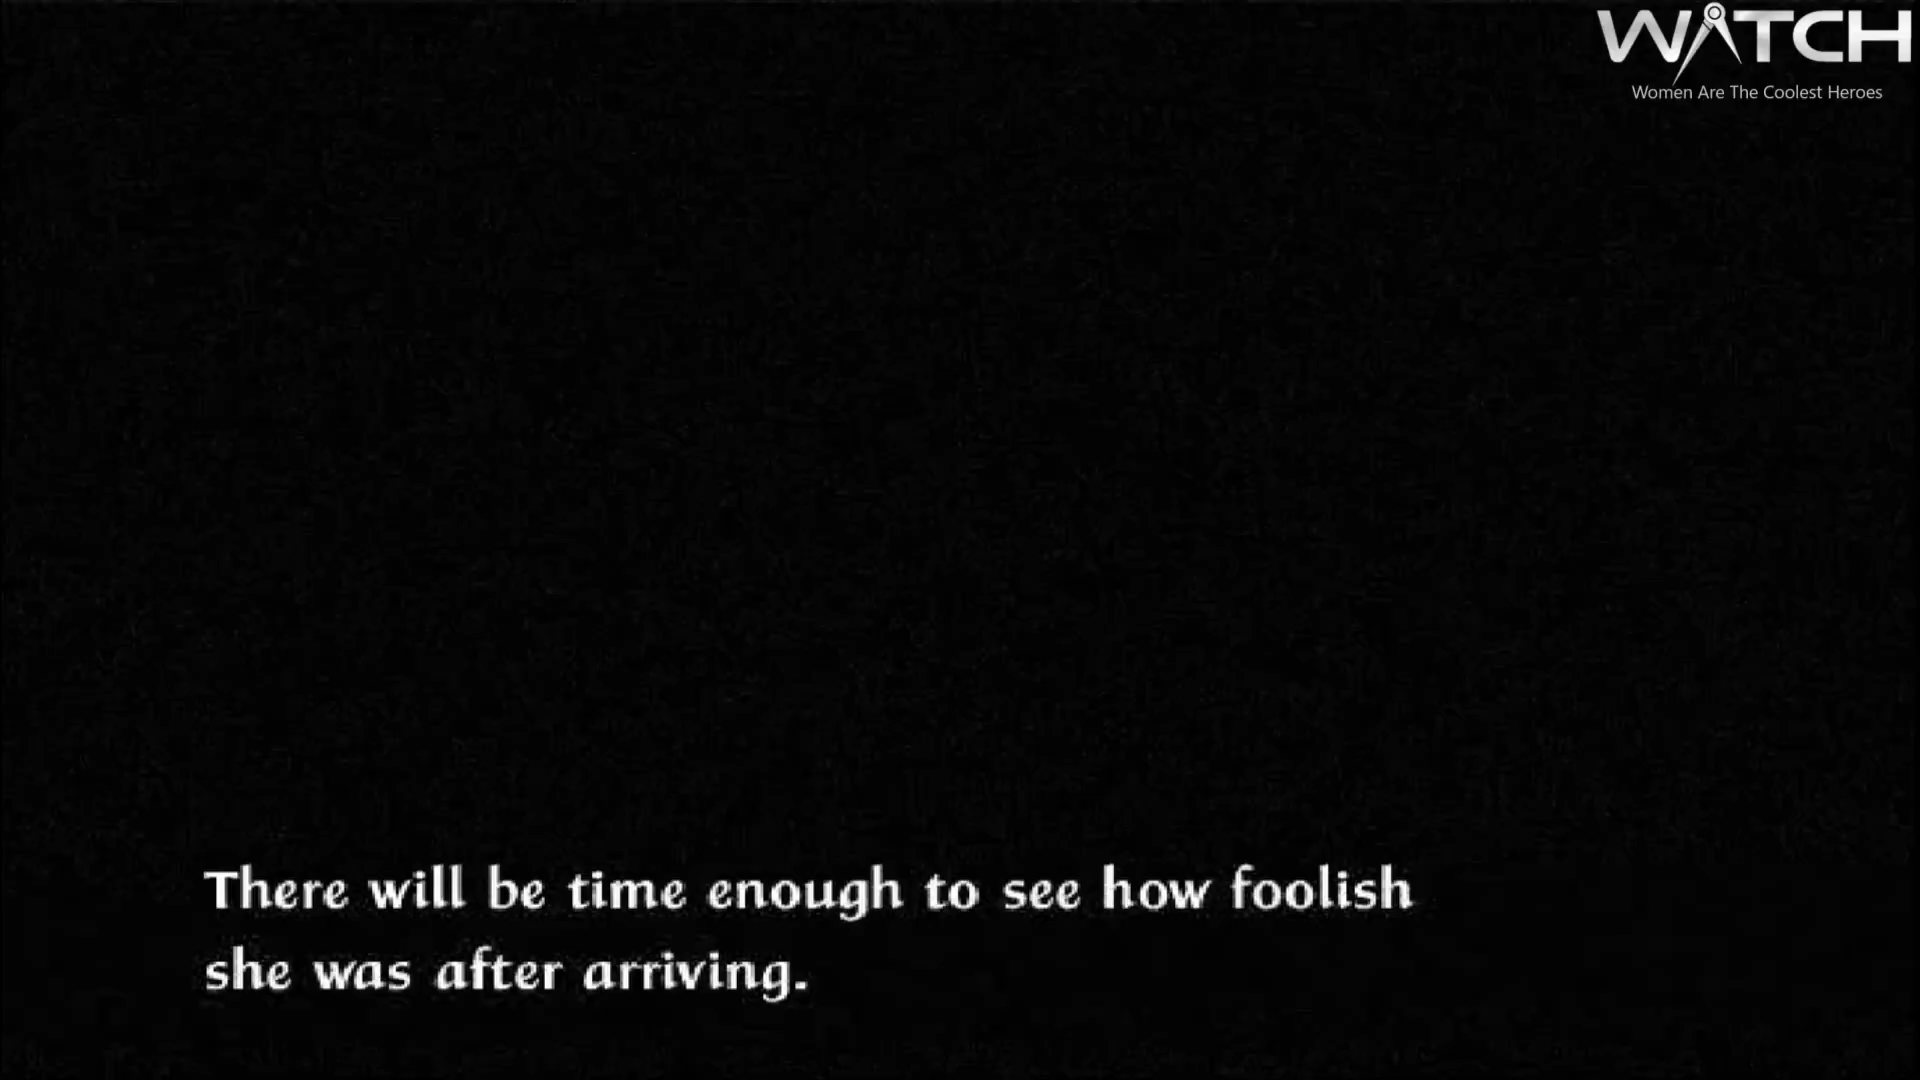 WATCH
Women Are The Coolest Heroes
There will be time enough to see how foolish
she was after arriving.